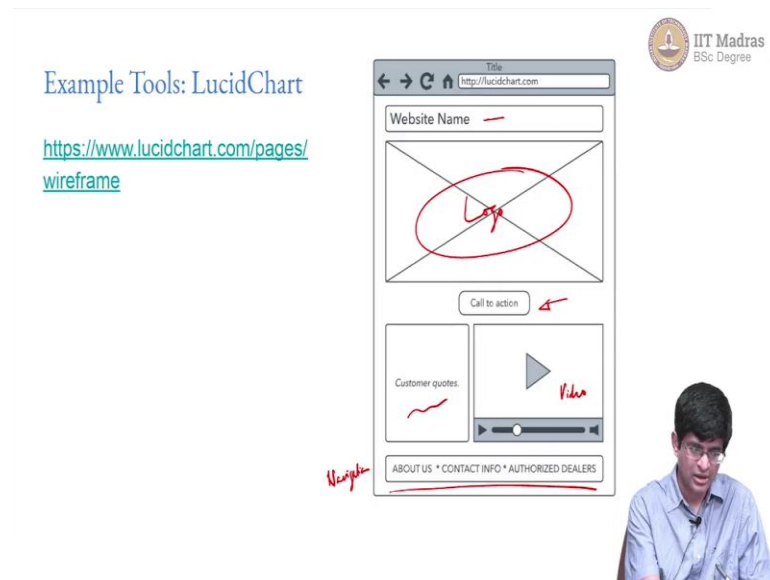 IIT Madras
BSc Degree
Example Tools: LucidChart
https://www.lucidchart.com/pages/
wireframe
Title
http://lucidchart.com
Website Name
Logo
Call to action
Customer quotes.
Video
Navigation
ABOUT US * CONTACT INFO * AUTHORIZED DEALERS